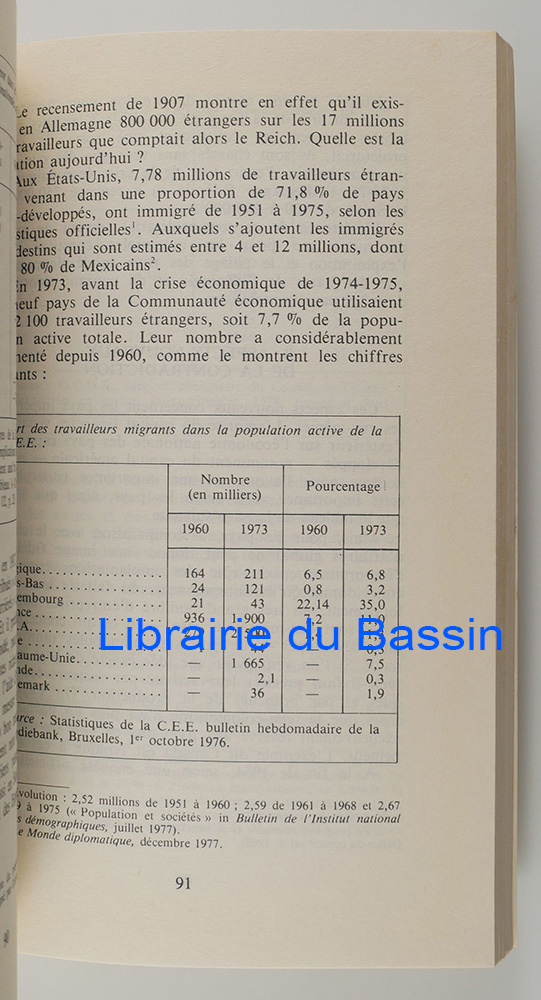 Le recensement de 1907 montre en effet qu'il exis-
en Allemagne 800 000 étrangers sur les 17 millions
ravailleurs que comptait alors le Reich. Quelle est la
ation aujourd'hui ?
Aux États-Unis, 7,78 millions de travailleurs étran-
venant dans une proportion de 71,8 % de pays
-développés, ont immigré de 1951 à 1975, selon les
stiques officielles¹. Auxquels s'ajoutent les immigrés
destins qui sont estimés entre 4 et 12 millions, dont
80 % de Mexicains².
En 1973, avant la crise économique de 1974-1975,
neuf pays de la Communauté économique utilisaient
2 100 travailleurs étrangers, soit 7,7 % de la popu-
n active totale. Leur nombre a considérablement
menté depuis 1960, comme le montrent les chiffres
ants :
rt des travailleurs migrants dans la population active de la
E.E. :
Nombre
(en milliers)
Pourcentage
1960 1973 1960 1973
gique 164 211 6,5 6,8
s-Bas 24 121 0,8 3,2
embourg 21 43 22,14 35,0
nce 936 1 900
.A.
e
aume-Unie — 1 665 — 7,5
nde — 2,1 — 0,3
emark — 36 — 1,9
urce : Statistiques de la C.E.E. bulletin hebdomadaire de la
diebank, Bruxelles, 1er octobre 1976.
Librairie du Bassin
volution : 2,52 millions de 1951 à 1960 ; 2,59 de 1961 à 1968 et 2,67
9 à 1975 (« Population et sociétés » in Bulletin de l'Institut national
s démographiques, juillet 1977).
e Monde diplomatique, décembre 1977.
91